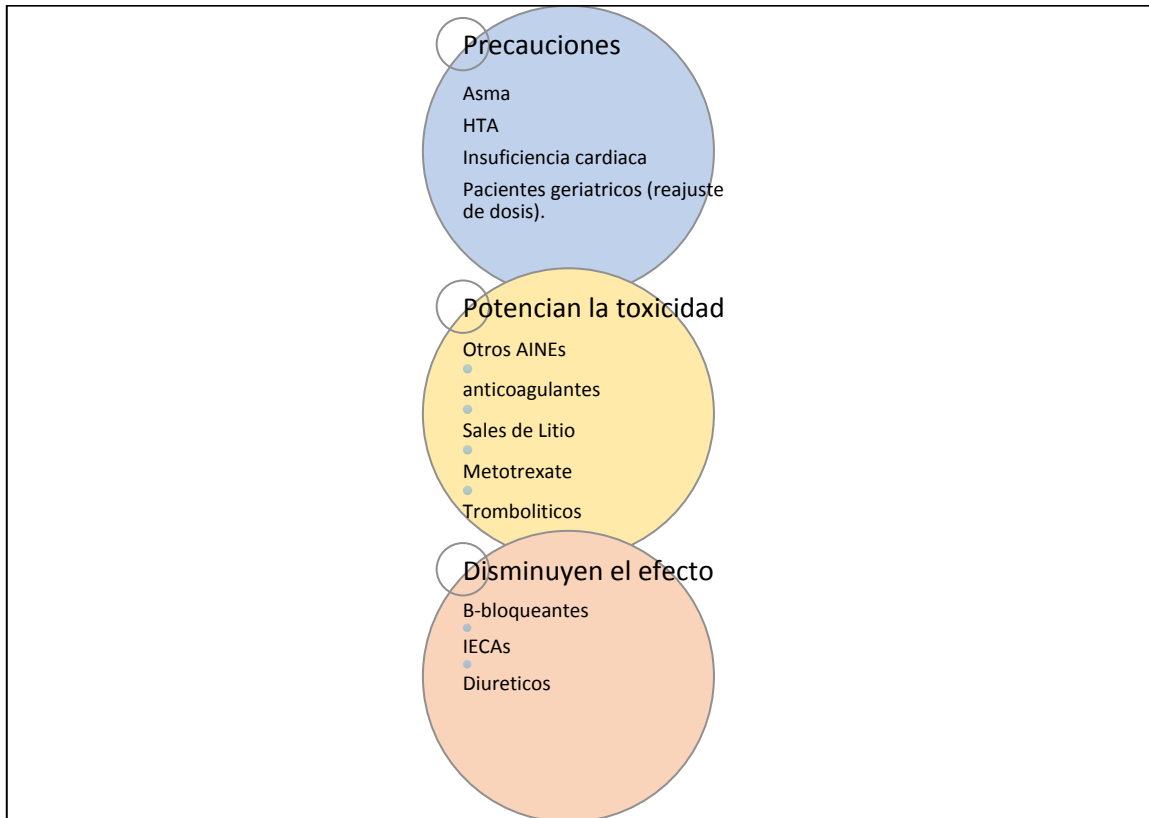 Precauciones
Asma
HTA
Insuficiencia cardiaca
Pacientes geriatricos (reajuste
de dosis).
Potencian la toxicidad
Otros AINEs
anticoagulantes
Sales de Litio
Metotrexate
Tromboliticos
Disminuyen el efecto
B-bloqueantes
IECAs
Diureticos